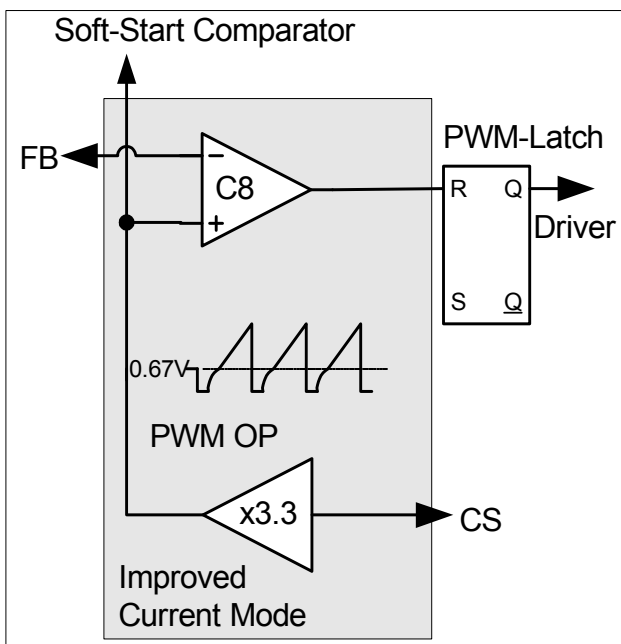 Soft-Start Comparator
FB
PWM-Latch
−
C8
+
R Q
Driver
S Q
0.67V
PWM OP
x3.3
CS
Improved
Current Mode